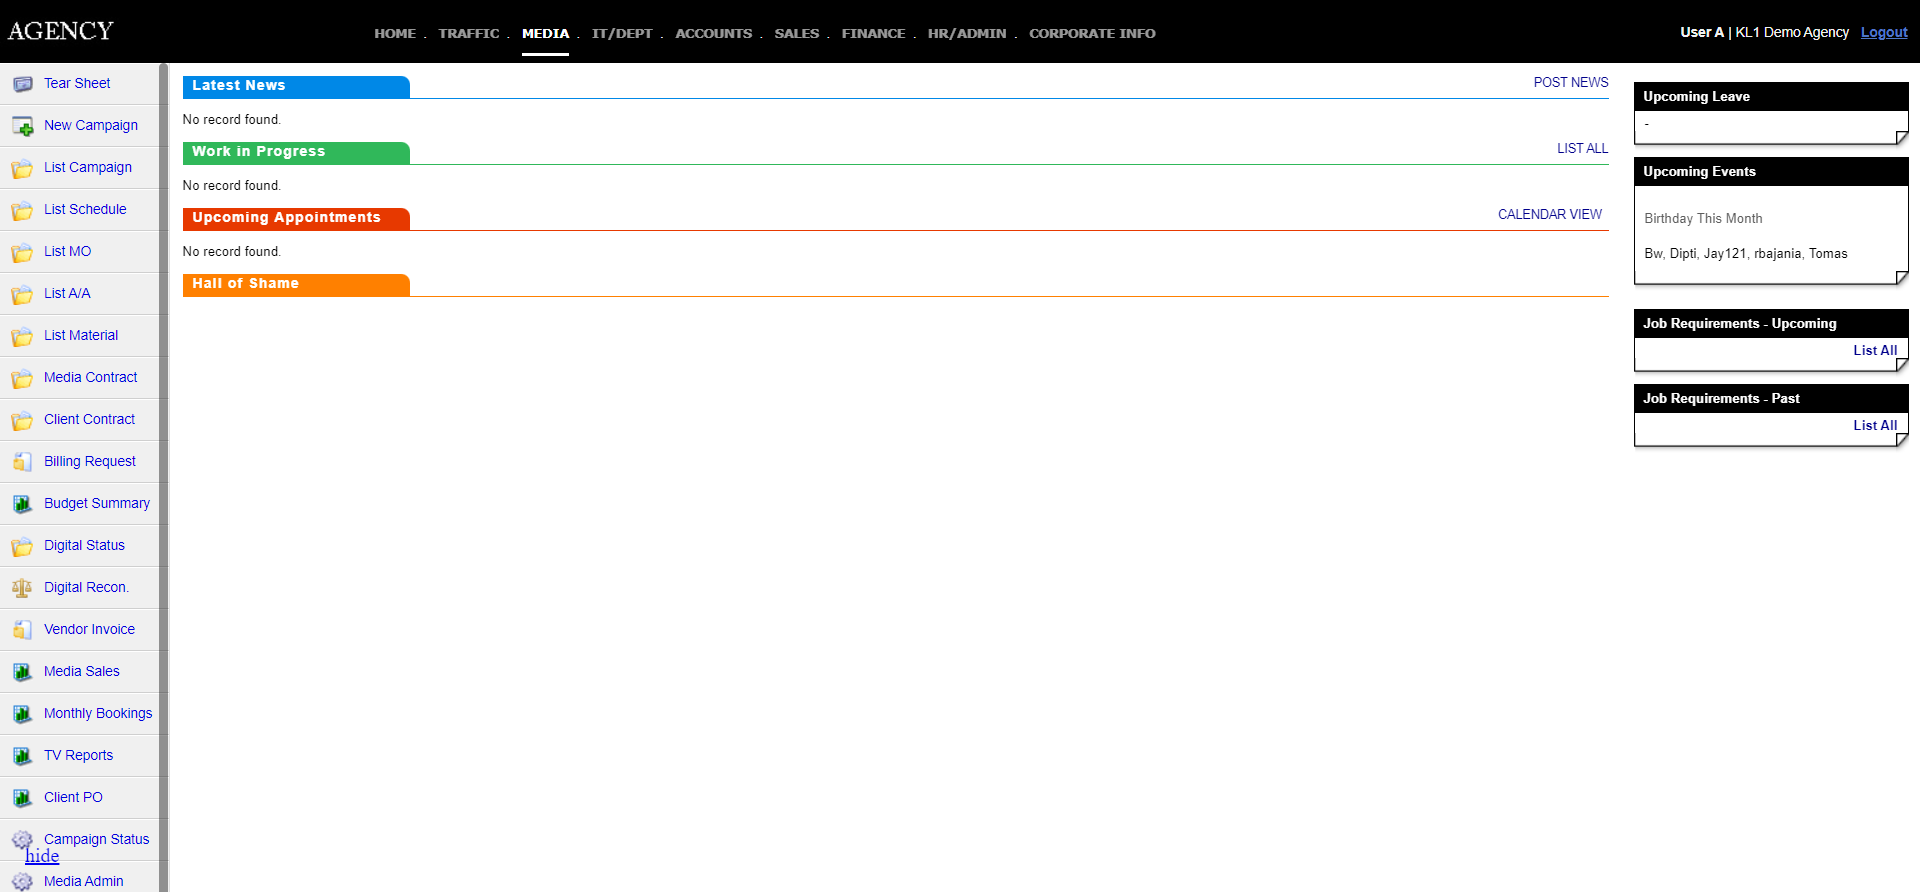 AGENCY
HOME . TRAFFIC . MEDIA . IT/DEPT . ACCOUNTS . SALES . FINANCE . HR/ADMIN . CORPORATE INFO
User A | KL1 Demo Agency Logout
Tear Sheet
New Campaign
List Campaign
List Schedule
List MO
List A/A
List Material
Media Contract
Client Contract
Billing Request
Budget Summary
Digital Status
Digital Recon.
Vendor Invoice
Media Sales
Monthly Bookings
TV Reports
Client PO
Campaign Status
hide
Media Admin
Latest News
POST NEWS
No record found.
Work in Progress
LIST ALL
No record found.
Upcoming Appointments
CALENDAR VIEW
No record found.
Hall of Shame
Upcoming Leave
-
Upcoming Events
Birthday This Month
Bw, Dipti, Jay121, rbajania, Tomas
Job Requirements - Upcoming
List All
Job Requirements - Past
List All